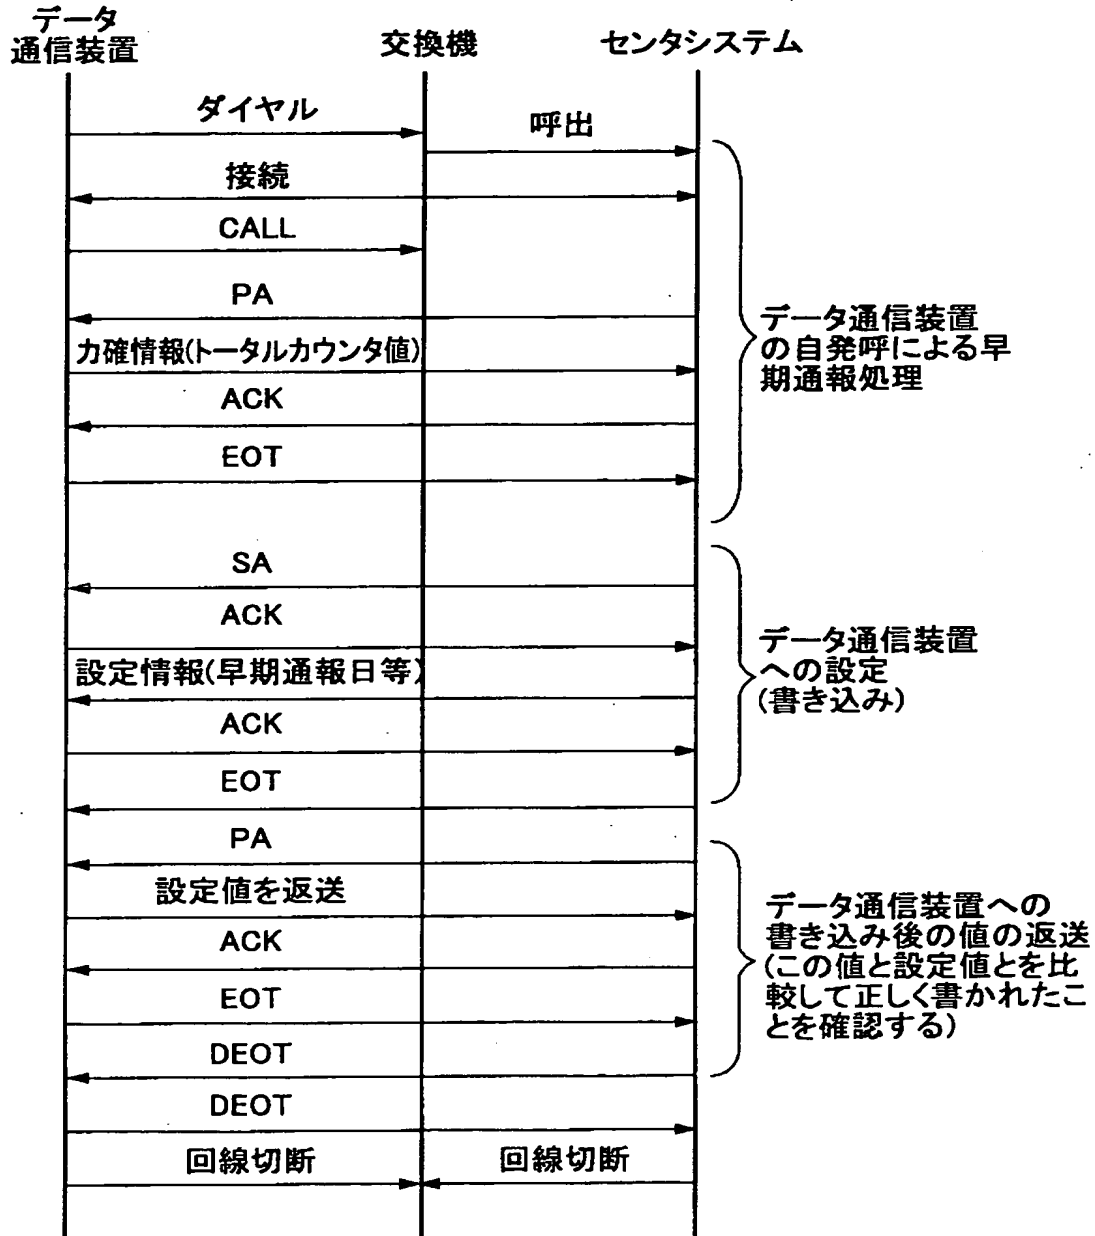 データ
通信装置
交換機
センタシステム
ダイヤル
呼出
接続
CALL
PA
力確情報(トータルカウンタ値)
ACK
EOT
データ通信装置
の自発呼による早
期通報処理
SA
ACK
設定情報(早期通報日等)
ACK
EOT
データ通信装置
への設定
(書き込み)
PA
設定値を返送
ACK
EOT
DEOT
データ通信装置への
書き込み後の値の返送
(この値と設定値とを比
較して正しく書かれたこ
とを確認する)
DEOT
回線切断
回線切断